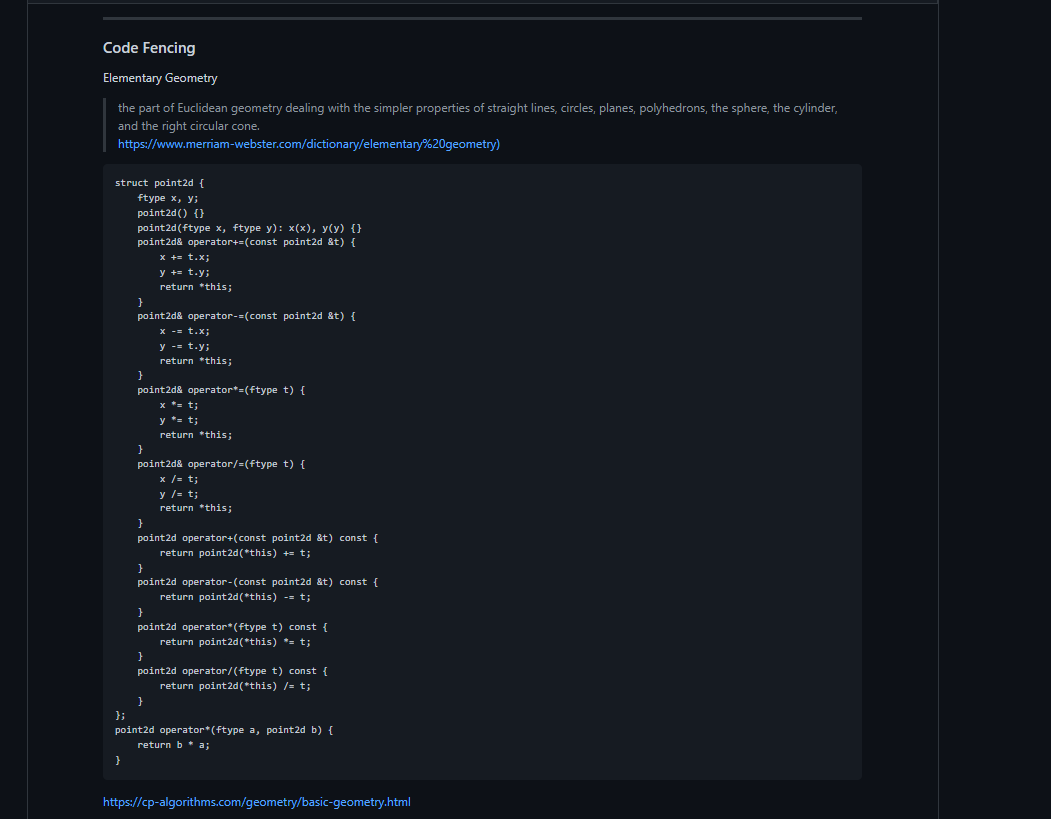 Code Fencing
Elementary Geometry
the part of Euclidean geometry dealing with the simpler properties of straight lines, circles, planes, polyhedrons, the sphere, the cylinder,
and the right circular cone.
https://www.merriam-webster.com/dictionary/elementary%20geometry)
struct point2d {
    ftype x, y;
    point2d() {}
    point2d(ftype x, ftype y): x(x), y(y) {}
    point2d& operator+=(const point2d &t) {
        x += t.x;
        y += t.y;
        return *this;
    }
    point2d& operator-=(const point2d &t) {
        x -= t.x;
        y -= t.y;
        return *this;
    }
    point2d& operator*=(ftype t) {
        x *= t;
        y *= t;
        return *this;
    }
    point2d& operator/=(ftype t) {
        x /= t;
        y /= t;
        return *this;
    }
    point2d operator+(const point2d &t) const {
        return point2d(*this) += t;
    }
    point2d operator-(const point2d &t) const {
        return point2d(*this) -= t;
    }
    point2d operator*(ftype t) const {
        return point2d(*this) *= t;
    }
    point2d operator/(ftype t) const {
        return point2d(*this) /= t;
    }
};
point2d operator*(ftype a, point2d b) {
    return b * a;
}
https://cp-algorithms.com/geometry/basic-geometry.html